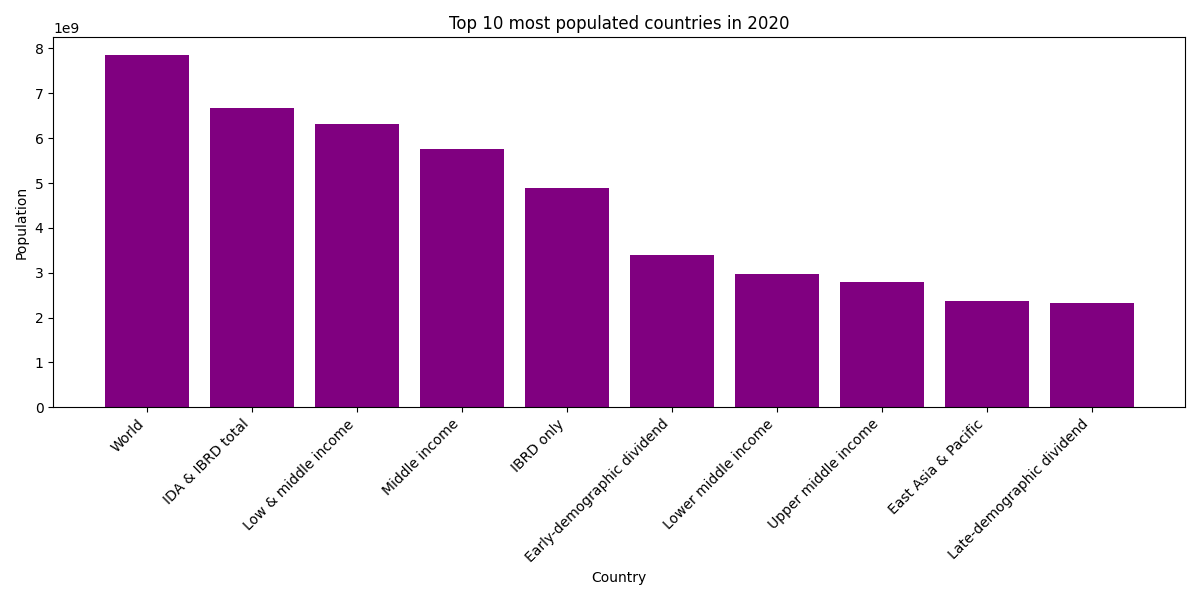 Top 10 most populated countries in 2020
1e9
8
7
6
5
4
3
2
1
0
Population
World
IDA & IBRD total
Low & middle income
Middle income
IBRD only
Early-demographic dividend
Lower middle income
Upper middle income
East Asia & Pacific
Late-demographic dividend
Country